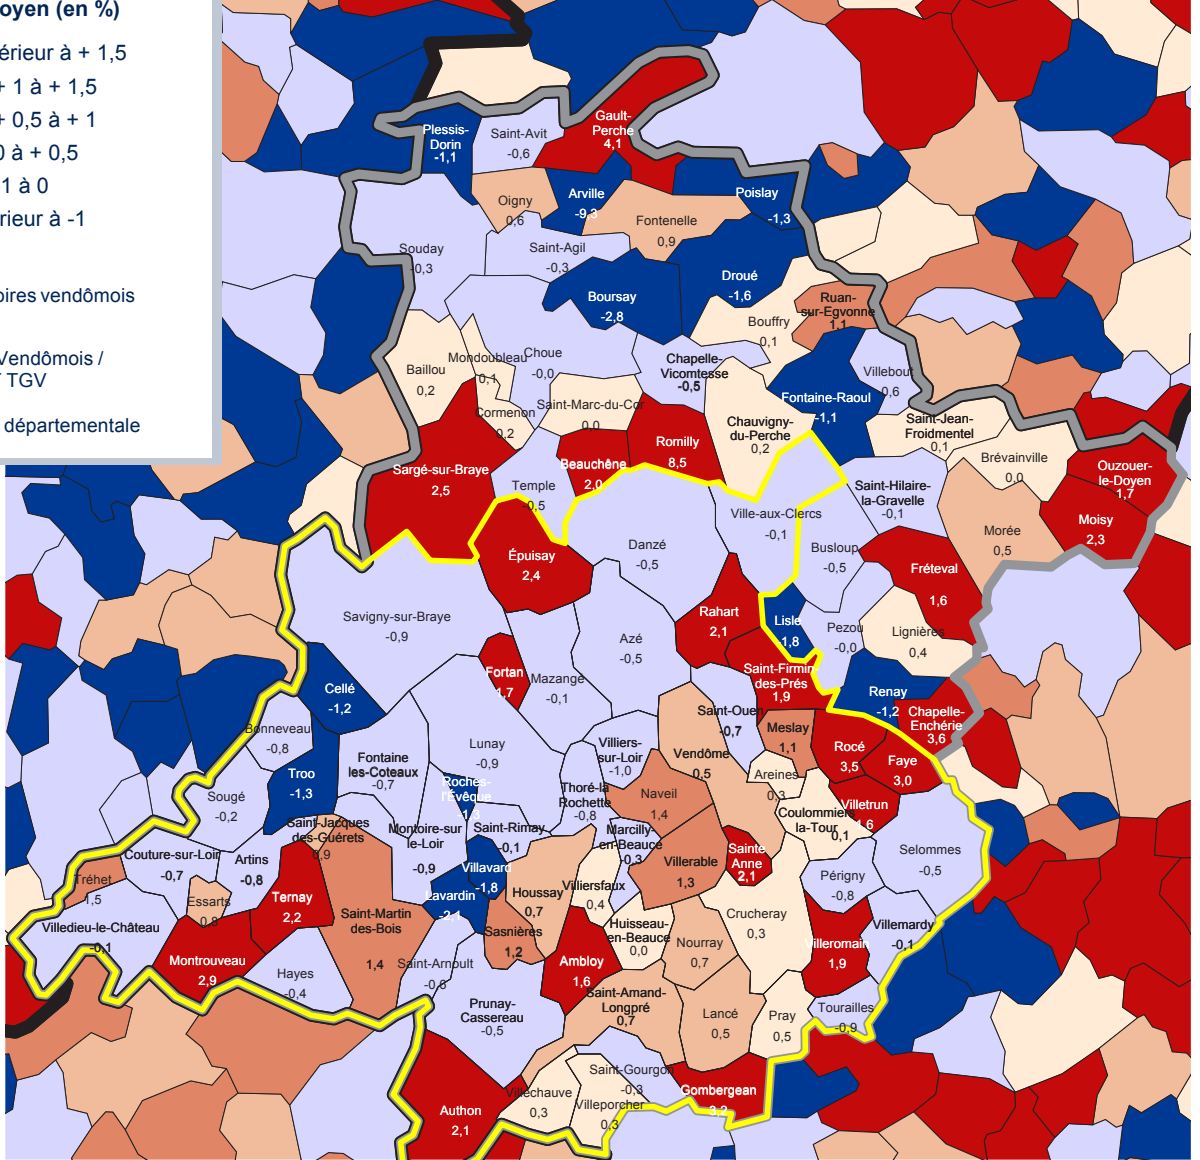 oyen (en %)
érieur à + 1,5
+ 1 à + 1,5
+ 0,5 à + 1
0 à + 0,5
1 à 0
rieur à -1
oires vendômois
Vendômois /
TGV
départementale
Plessis-
Dorin
-1,1
Saint-Avit
-0,6
Gault-
Perche
4,1
Oigny
0,6
Arville
-9,3
Fontenelle
0,9
Poislay
-1,3
Souday
-0,3
Saint-Agil
-0,3
Boursay
-2,8
Droué
-1,6
Ruan-
sur-Egvonne
1,1
Bouffry
0,1
Baillou
0,2
Mondoubleau
0,1
Choue
-0,0
Chapelle-
Vicomtesse
-0,5
Villebout
0,6
Fontaine-Raoul
-1,1
Cormenon
0,2
Saint-Marc-du-Cor
0,0
Romilly
8,5
Chauvigny-
du-Perche
0,2
Saint-Jean-
Froidmentel
0,1
Brévainville
0,0
Ouzouer-
le-Doyen
1,7
Sargé-sur-Braye
2,5
Beauchêne
2,0
Temple
-0,5
Saint-Hilaire-
la-Gravelle
-0,1
Moisy
2,3
Ville-aux-Clercs
-0,1
Morée
0,5
Épuisay
2,4
Danzé
-0,5
Busloup
-0,5
Fréteval
1,6
Savigny-sur-Braye
-0,9
Rahart
2,1
Lisle
1,8
Azé
-0,5
Pezou
-0,0
Lignières
0,4
Fortan
1,7
Mazange
-0,1
Saint-Firmin-
des-Prés
1,9
Cellé
-1,2
Renay
-1,2
Chapelle-
Enchérie
3,6
Saint-Ouen
-0,7
Bonneveau
-0,8
Meslay
1,1
Lunay
-0,9
Villiers-
sur-Loir
-1,0
Vendôme
0,5
Rocé
3,5
Faye
3,0
Fontaine
les-Coteaux
-0,7
Troo
-1,3
Roches-
l'Évêque
Areines
0,3
Sougé
-0,2
Thoré-la
Rochette
-0,8
Naveil
1,4
Villetrun
1,6
Coulommiers
la-Tour
0,1
Saint-Jacques
des-Guérets
0,9
Montoire-sur
le-Loir
-0,9
Saint-Rimay
-0,1
Marcilly-
en-Beauce
-0,3
Sainte
Anne
2,1
Selommes
-0,5
Couture-sur-Loir
-0,7
Artins
-0,8
Villerable
1,3
Villavard
-1,8
Périgny
-0,8
Tréhet
1,5
Essarts
0,8
Ternay
2,2
Lavardin
-2,1
Houssay
0,7
Villiersfaux
0,4
Saint-Martin
des-Bois
1,4
Crucheray
0,3
Villedieu-le-Château
-0,1
Sasnières
1,2
Huisseau-
en-Beauce
0,0
Nourray
0,7
Villemardy
-0,1
Villeromain
1,9
Montrouveau
2,9
Hayes
-0,4
Saint-Arnoult
-0,6
Ambloy
1,6
Prunay-
Cassereau
-0,5
Saint-Amand-
Longpré
0,7
Lancé
0,5
Pray
0,5
Tourailles
-0,9
Saint-Gourgon
-0,3
Gombergean
3,2
Villechauve
0,3
Villeporcher
0,3
Authon
2,1